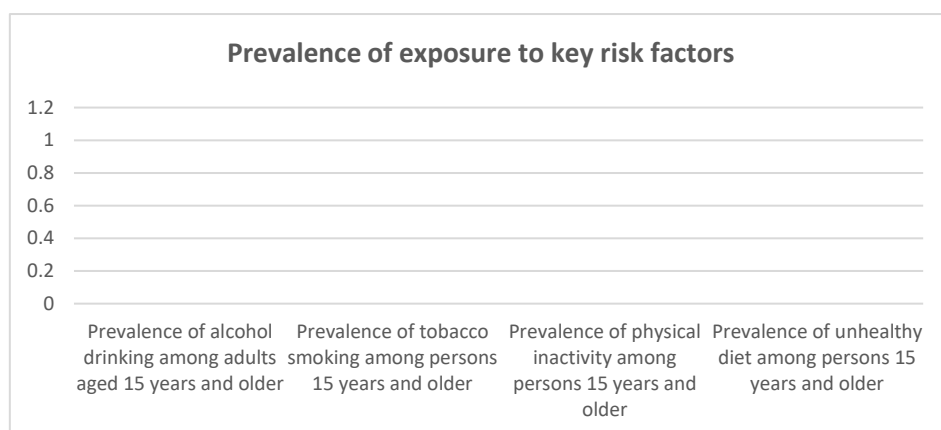 Prevalence of exposure to key risk factors
1.2
1
0.8
0.6
0.4
0.2
0
Prevalence of alcohol
drinking among adults
aged 15 years and older
Prevalence of tobacco
smoking among persons
15 years and older
Prevalence of physical
inactivity among
persons 15 years and
older
Prevalence of unhealthy
diet among persons 15
years and older